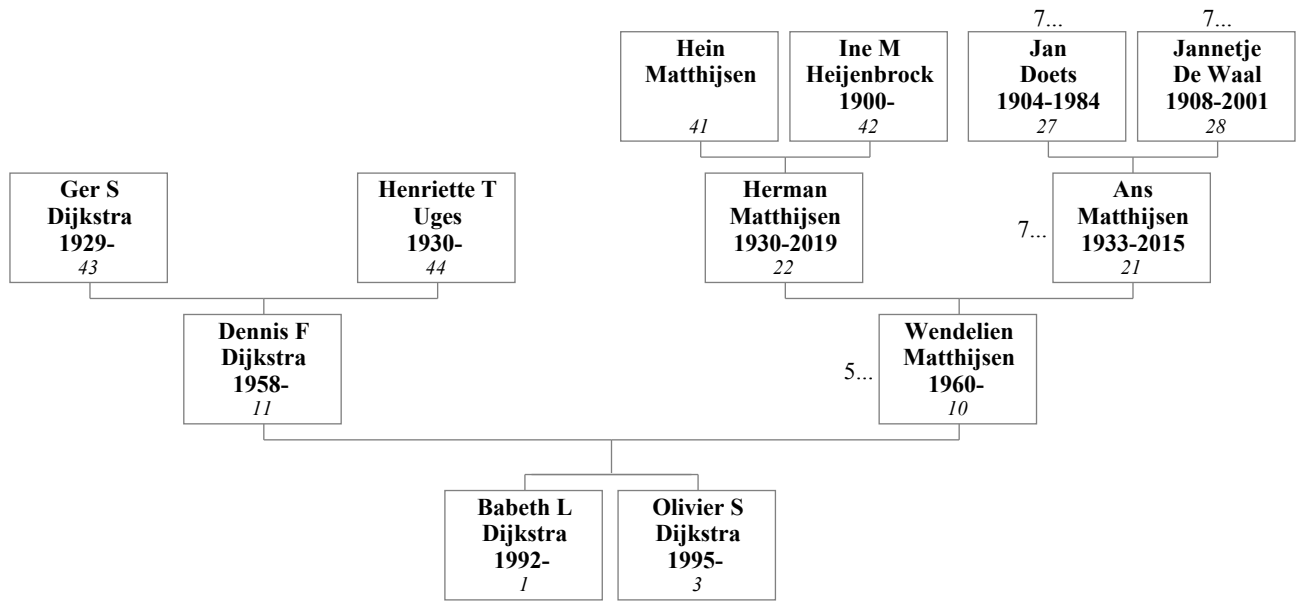 7...
7...
Hein
Matthijsen
41
Ine M
Heijenbrock
1900-
42
Jan
Doets
1904-1984
27
Jannetje
De Waal
1908-2001
28
Ger S
Dijkstra
1929-
43
Henriette T
Uges
1930-
44
Herman
Matthijsen
1930-2019
22
7...
Ans
Matthijsen
1933-2015
21
Dennis F
Dijkstra
1958-
11
5...
Wendelien
Matthijsen
1960-
10
Babeth L
Dijkstra
1992-
1
Olivier S
Dijkstra
1995-
3